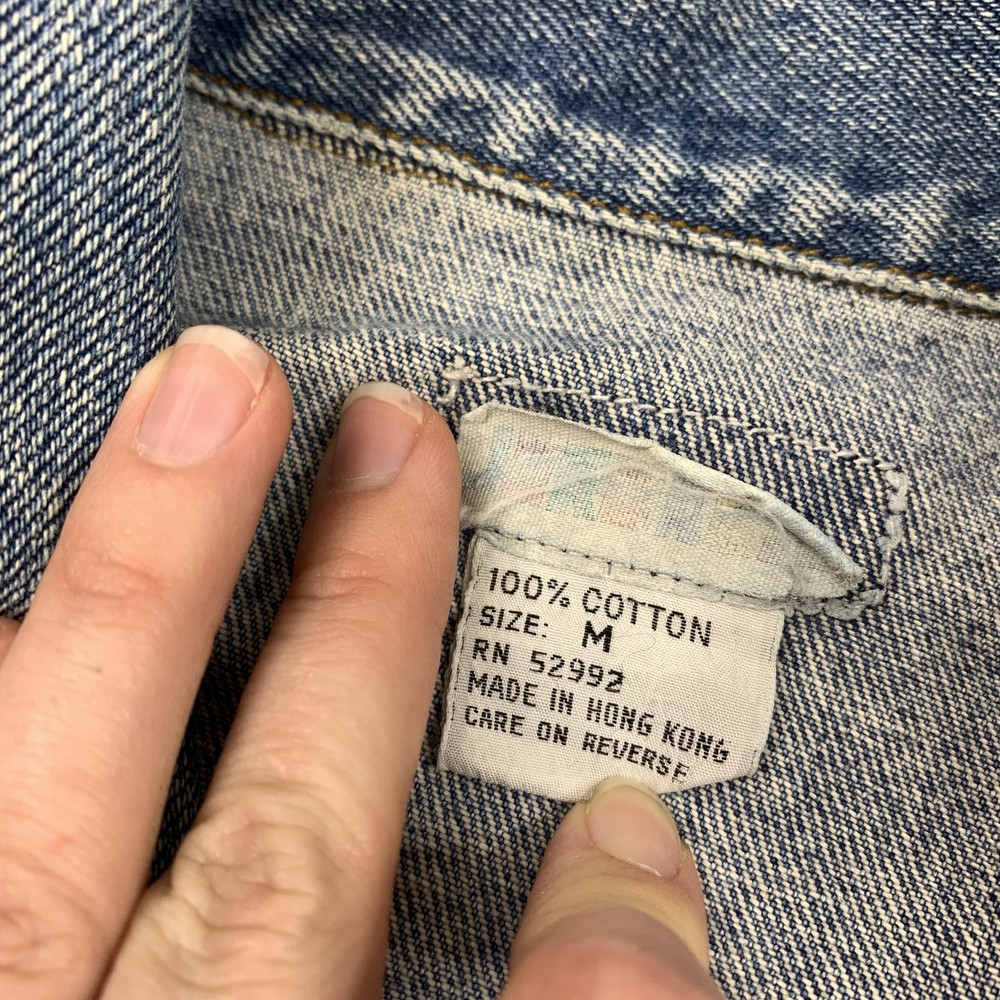 100% COTTON
SIZE: M
RN 52992
MADE IN HONG KONG
CARE ON REVERSE